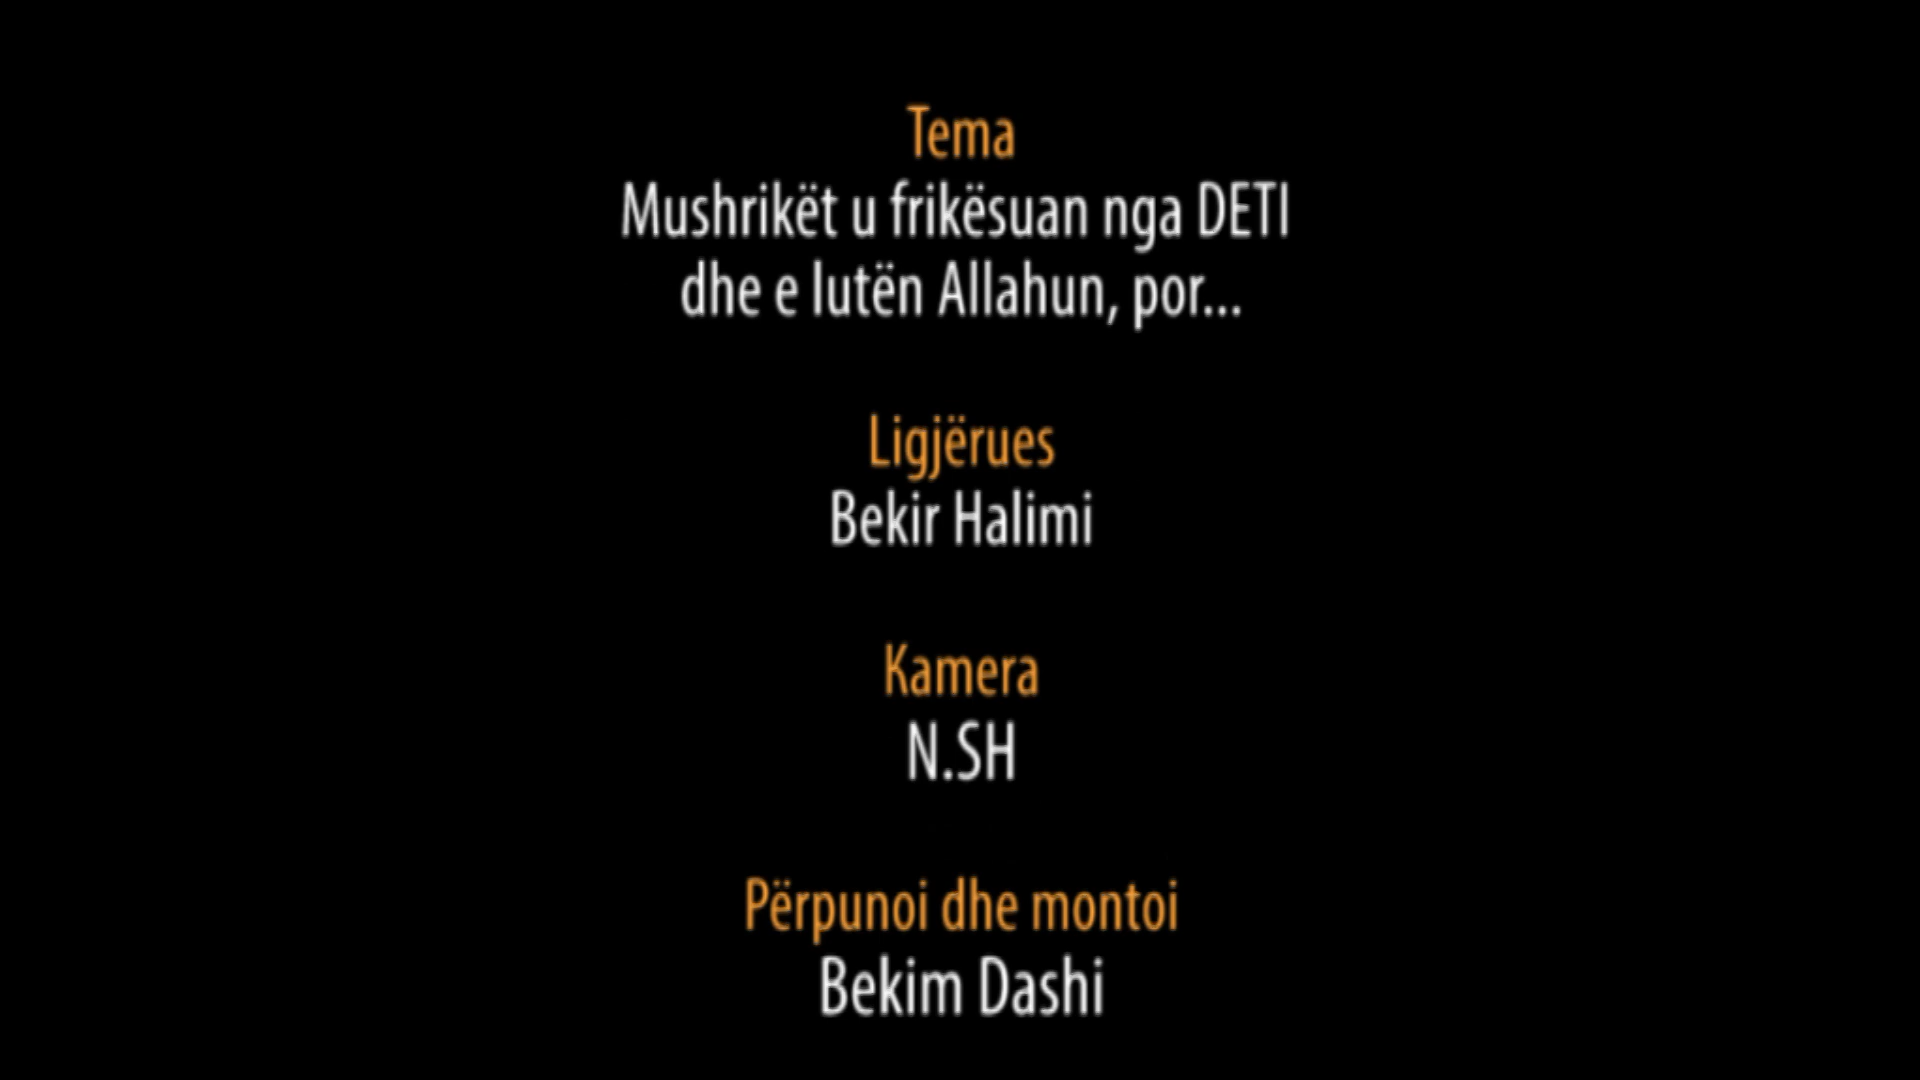 Tema
Mushrikët u frikësuan nga DETI
dhe e lutën Allahun, por...
Ligjërues
Bekir Halimi
Kamera
N.SH
Përpunoi dhe montoi
Bekim Dashi